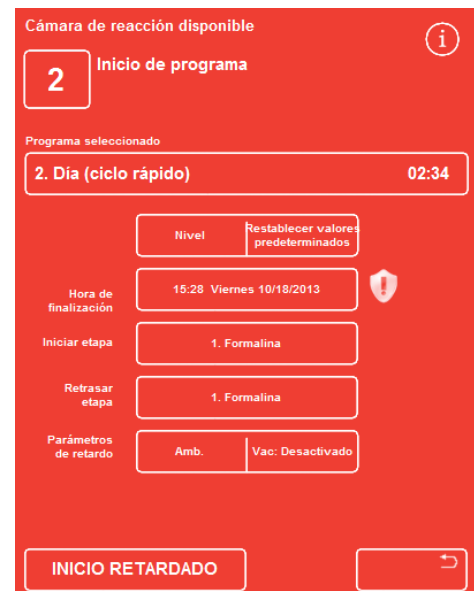 Cámara de reacción disponible
i
2
Inicio de programa
Programa seleccionado
2. Día (ciclo rápido) 02:34
Nivel
Restablecer valores
predeterminados
Hora de
finalización
15:28 Viernes 10/18/2013
!
Iniciar etapa
1. Formalina
Retrasar
etapa
1. Formalina
Parámetros
de retardo
Amb.
Vac: Desactivado
INICIO RETARDADO